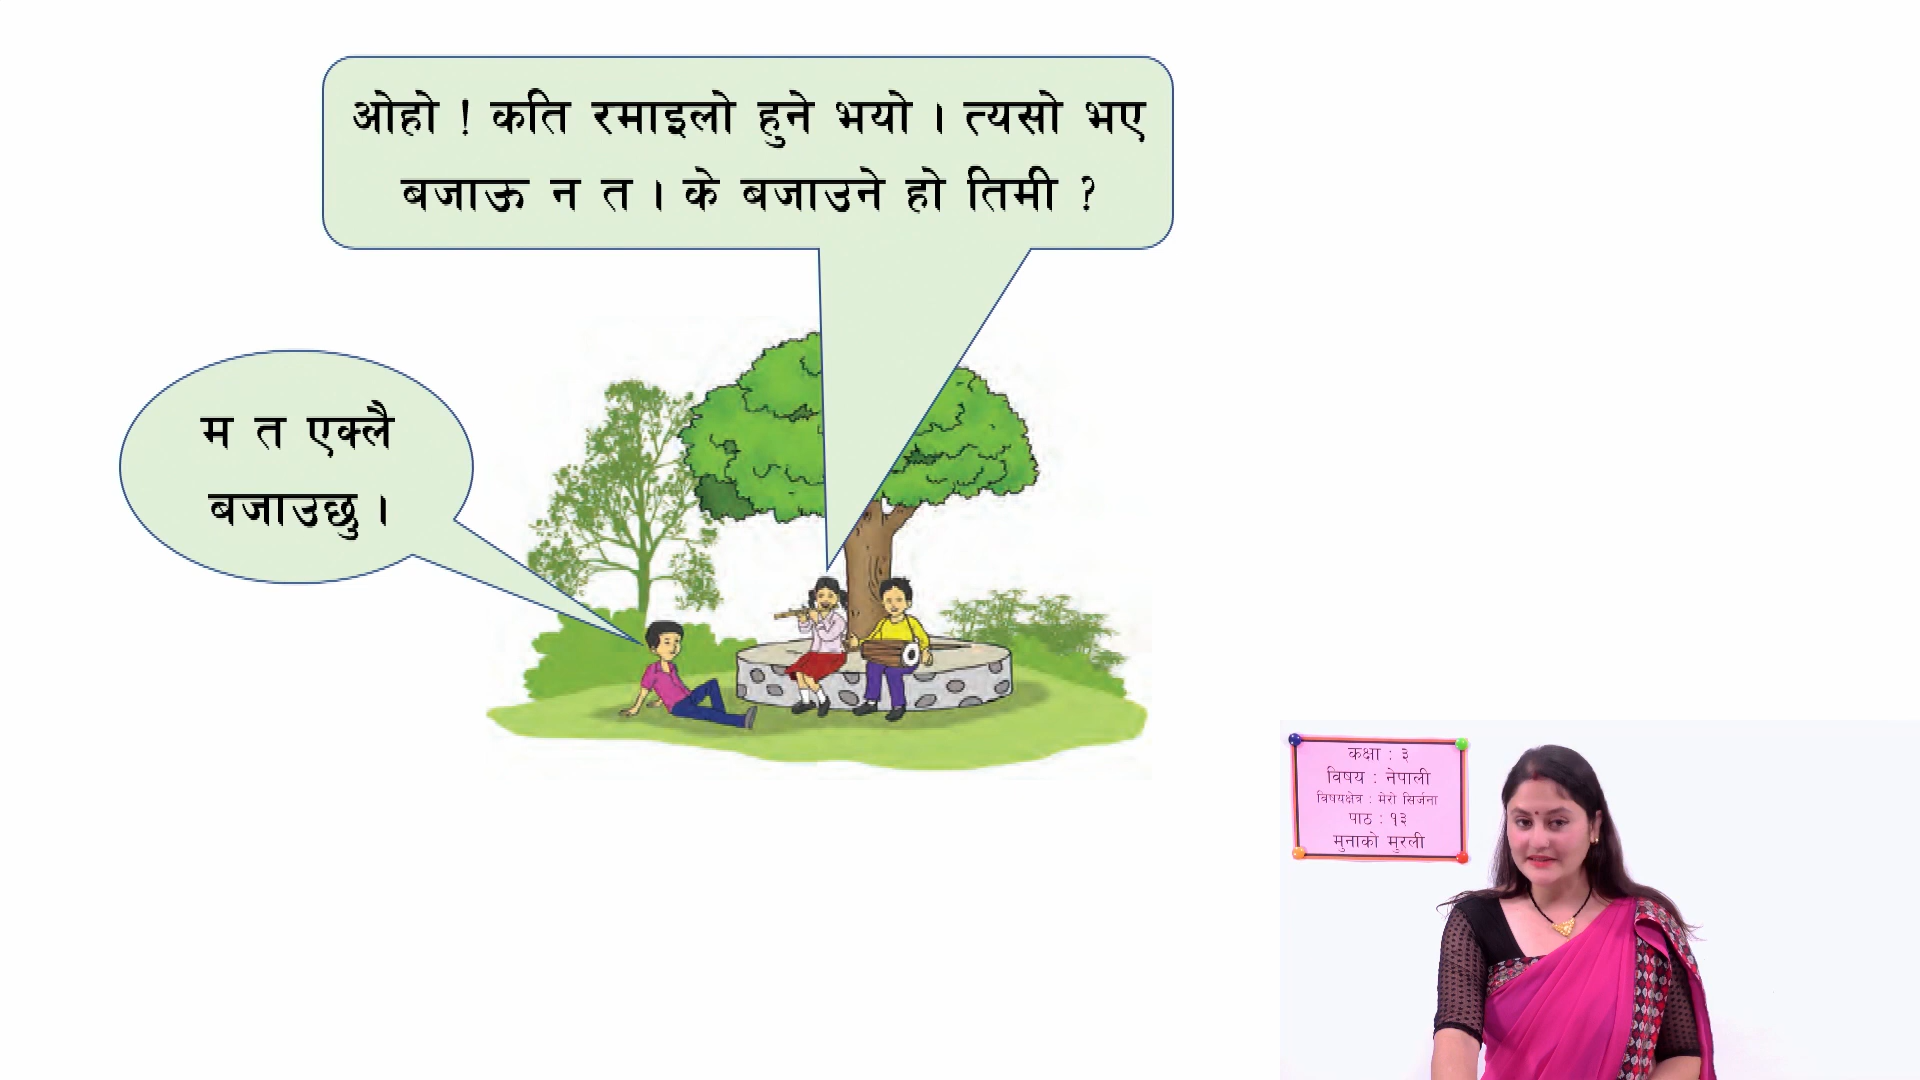 ओहो ! कति रमाइलो हुने भयो । त्यसो भए
बजाऊ न त । के बजाउने हो तिमी ?
म त एक्लै
बजाउछु ।
कक्षा : ३
विषय : नेपाली
विषयक्षेत्र : मेरो सिर्जना
पाठ : १३
मुनाको मुरली